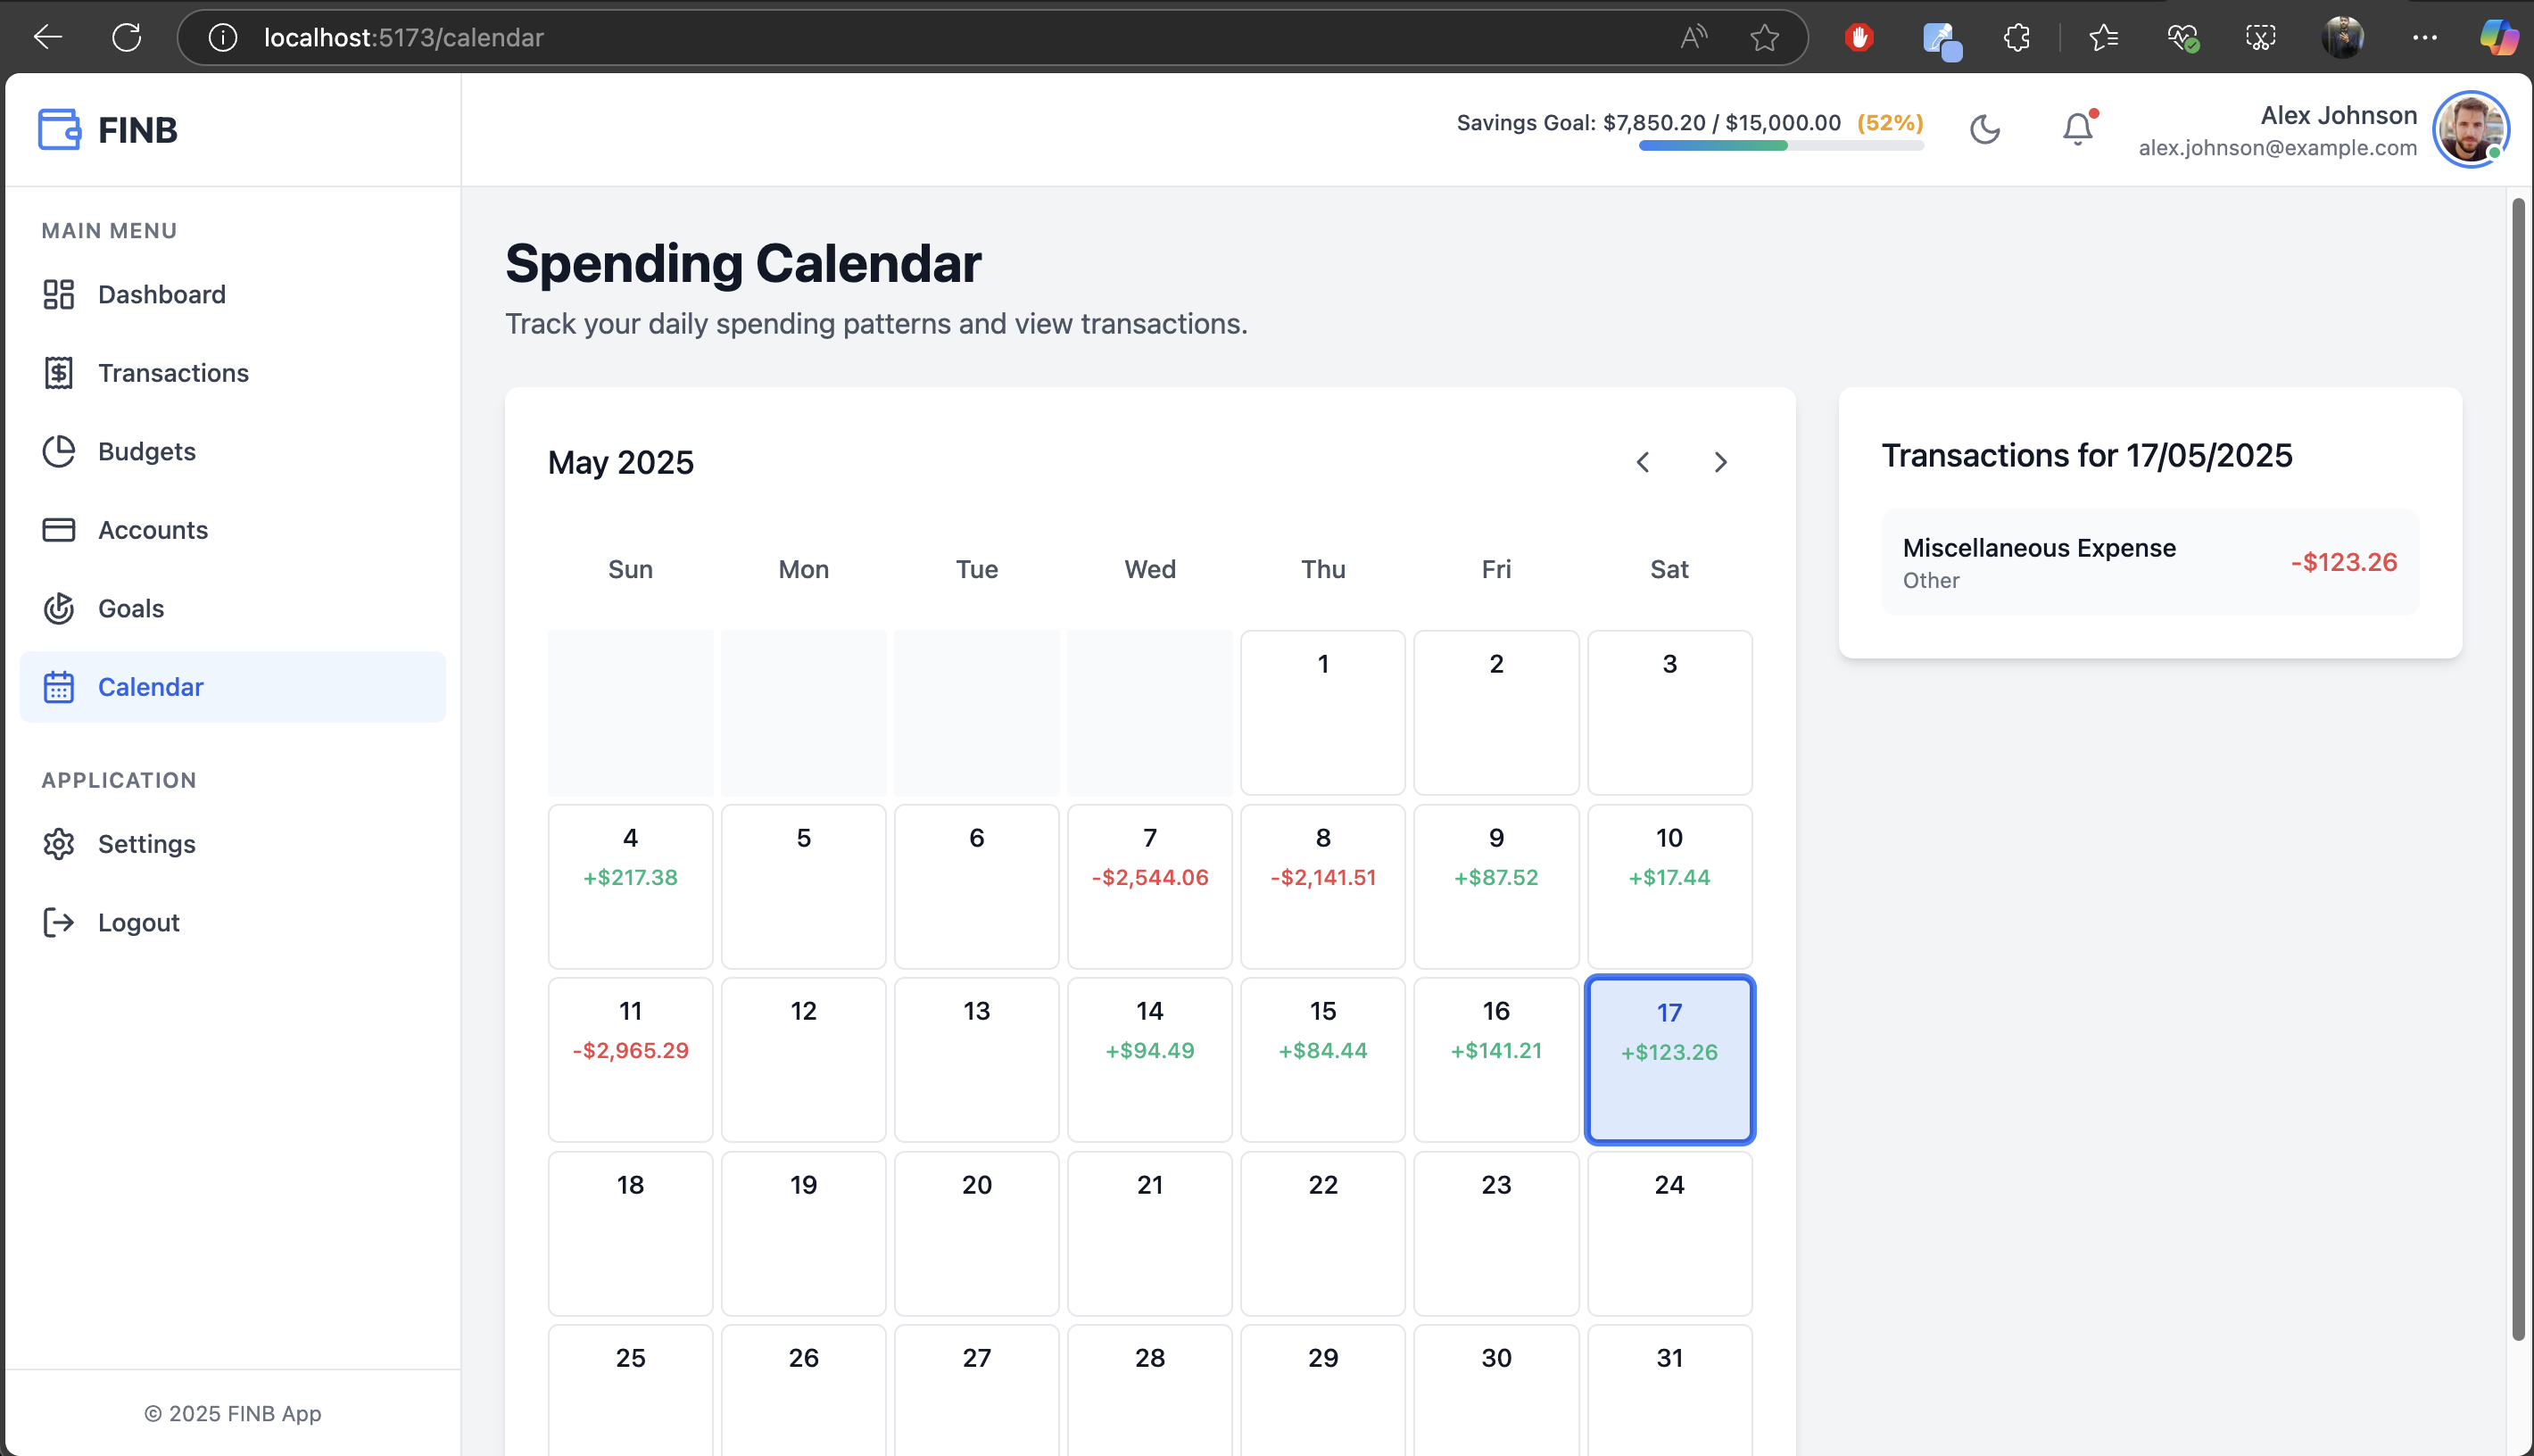 localhost:5173/calendar
FINB
Savings Goal: $7,850.20 / $15,000.00 (52%)
Alex Johnson
alex.johnson@example.com
MAIN MENU
Dashboard
Transactions
Budgets
Accounts
Goals
Calendar
APPLICATION
Settings
Logout
© 2025 FINB App
Spending Calendar
Track your daily spending patterns and view transactions.
May 2025
Sun Mon Tue Wed Thu Fri Sat
1 2 3
4 5 6 7 8 9 10
+$217.38 -$2,544.06 -$2,141.51 +$87.52 +$17.44
11 12 13 14 15 16 17
-$2,965.29 +$94.49 +$84.44 +$141.21 +$123.26
18 19 20 21 22 23 24
25 26 27 28 29 30 31
Transactions for 17/05/2025
Miscellaneous Expense
Other
-$123.26